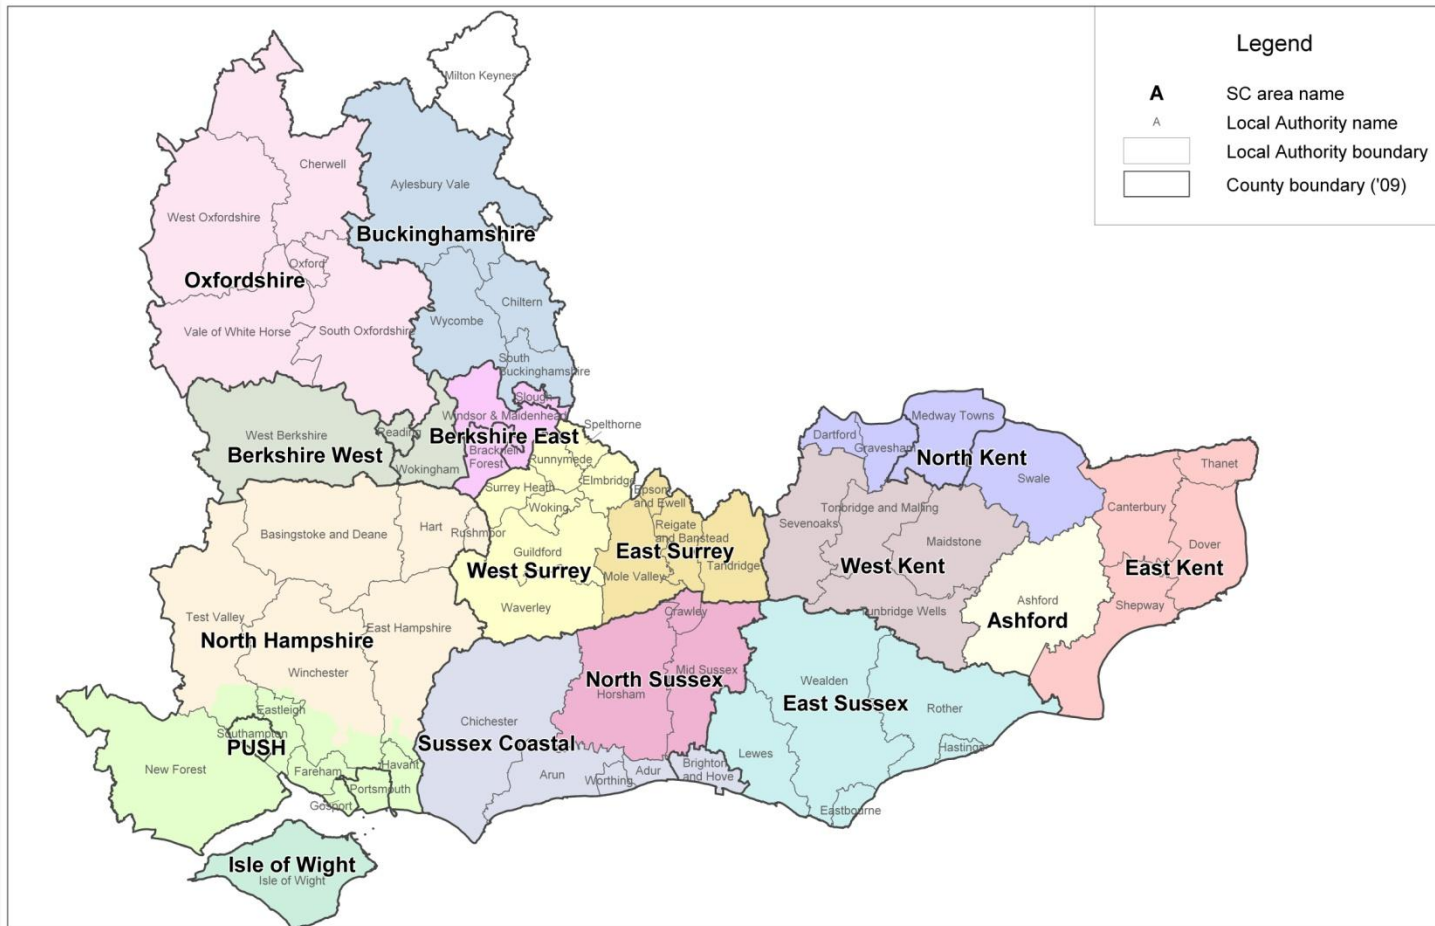 Legend
A SC area name
A Local Authority name
Local Authority boundary
County boundary ('09)
Milton Keynes
Cherwell
Aylesbury Vale
West Oxfordshire
Buckinghamshire
Oxford
Oxfordshire
Chiltern
Wycombe
Vale of White Horse
South Oxfordshire
South
Buckinghamshire
Slough
Windsor & Maidenhead
Spelthorne
West Berkshire
Reading
Berkshire East
Berkshire West
Bracknell
Forest
Runnymede
Wokingham
Medway Towns
Dartford
Gravesham
North Kent
Thanet
Swale
Surrey Heath
Elmbridge
Epsom
and Ewell
Woking
Canterbury
Tonbridge and Malling
Sevenoaks
Hart
Rushmoor
Basingstoke and Deane
Reigate
and Banstead
Maidstone
Dover
Guildford
East Surrey
West Surrey
Mole Valley
Tandridge
West Kent
East Kent
Ashford
Shepway
Waverley
Crawley
Tunbridge Wells
Ashford
Test Valley
East Hampshire
North Hampshire
Winchester
Mid Sussex
North Sussex
Horsham
Wealden
East Sussex
Rother
Eastleigh
Southampton
PUSH
Chichester
Sussex Coastal
Hastings
Lewes
New Forest
Fareham
Havant
Portsmouth
Gosport
Arun
Worthing
Adur
Brighton
and Hove
Eastbourne
Isle of Wight
Isle of Wight